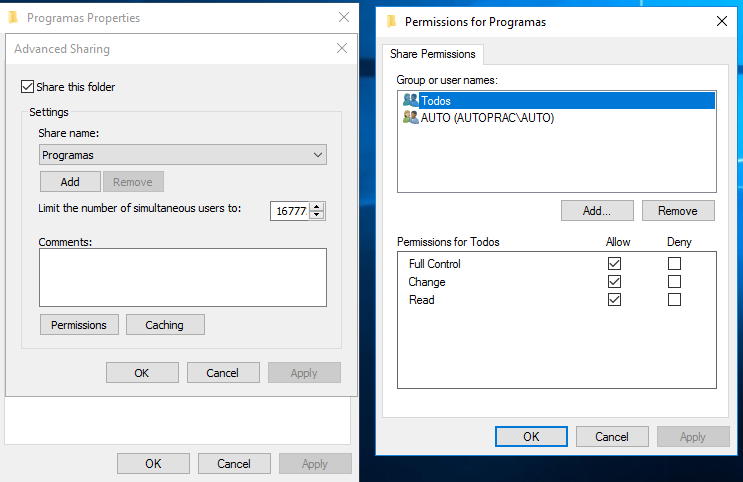 Programas Properties
Advanced Sharing
Share this folder
Settings
Share name:
Programas
Add
Remove
Limit the number of simultaneous users to:
16777
Comments:
Permissions
Caching
OK
Cancel
Apply
OK
Cancel
Apply
Permissions for Programas
Share Permissions
Group or user names:
Todos
AUTO (AUTOPRAC\AUTO)
Add...
Remove
Permissions for Todos
Allow
Deny
Full Control
Change
Read
OK
Cancel
Apply